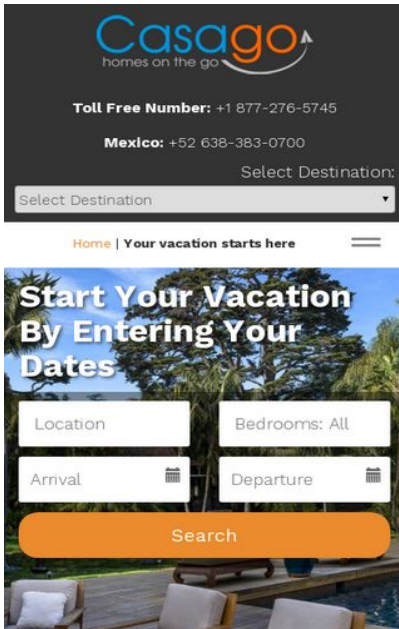 Casago
homes on the go
Toll Free Number: +1 877-276-5745
Mexico: +52 638-383-0700
Select Destination:
Select Destination
Home | Your vacation starts here
Start Your Vacation
By Entering Your
Dates
Location
Bedrooms: All
Arrival
Departure
Search